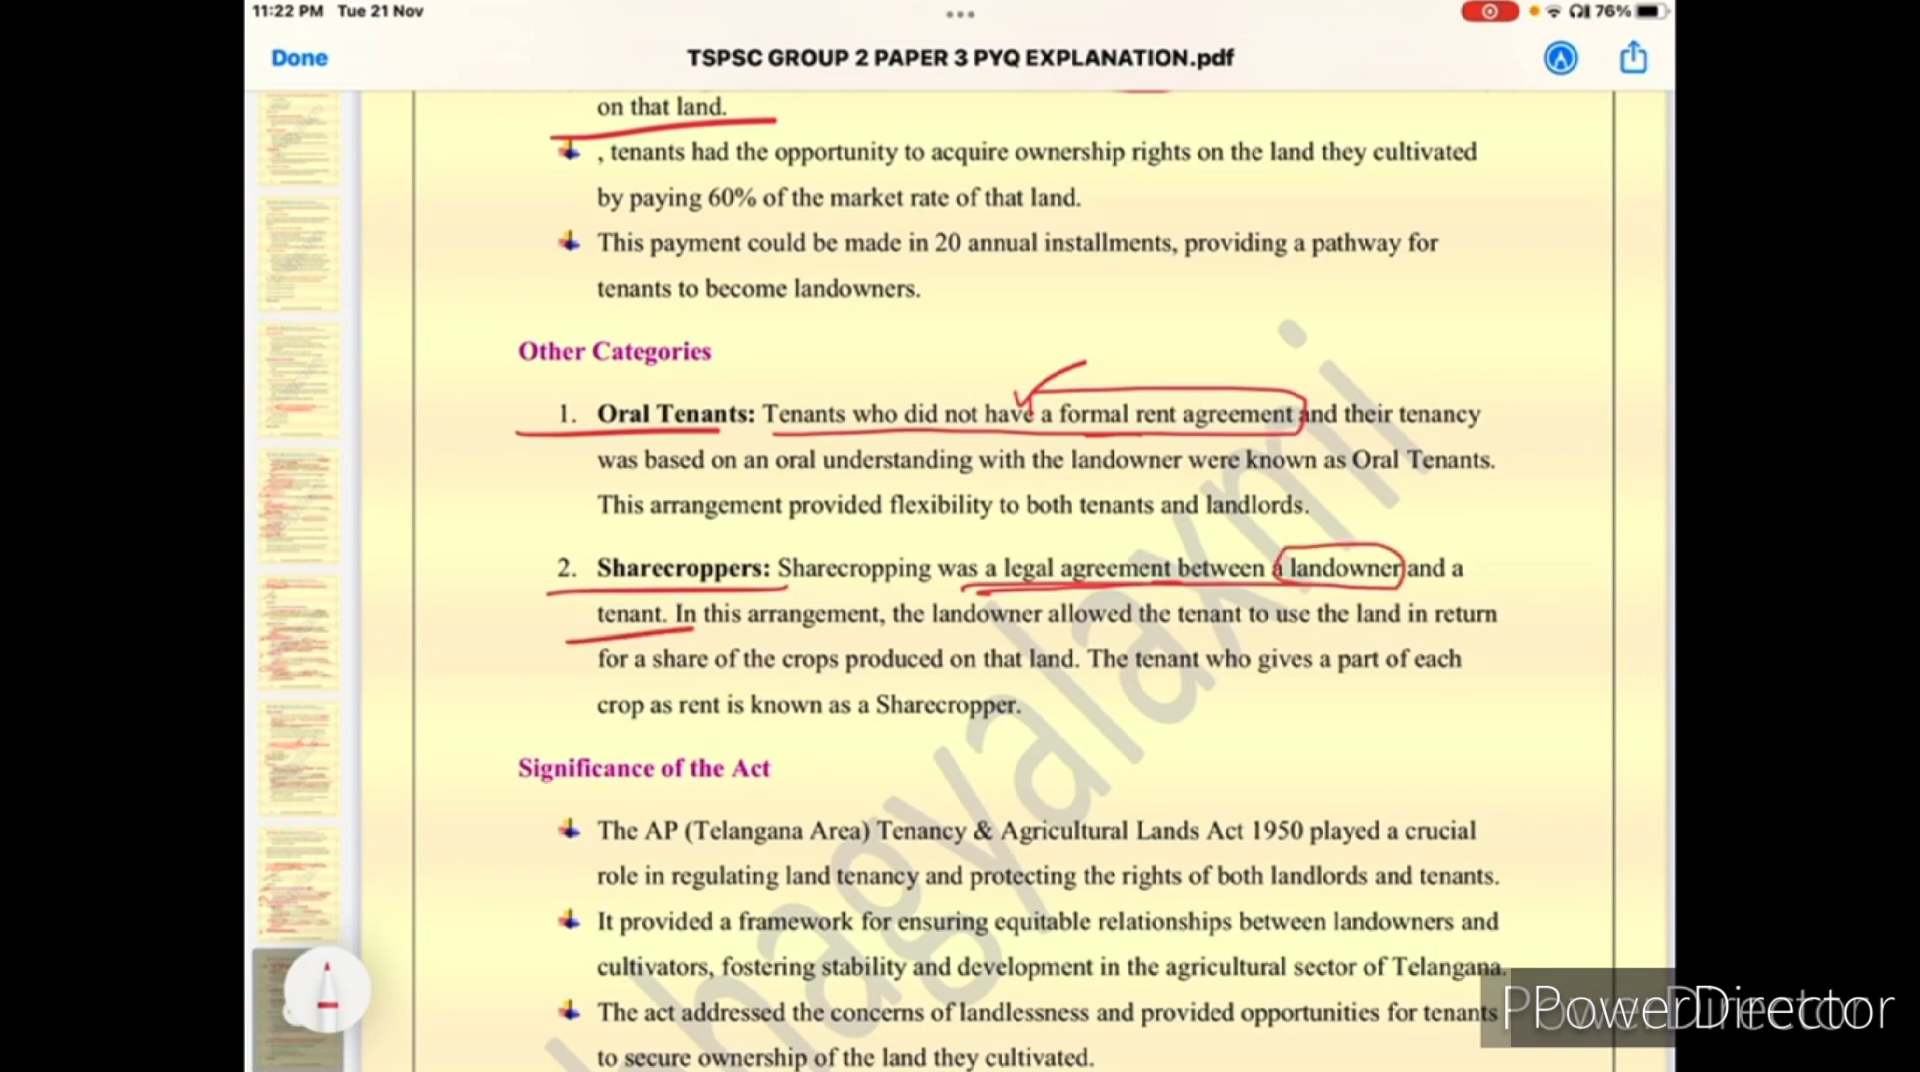 11:22 PM Tue 21 Nov
76%
Done
TSPSC GROUP 2 PAPER 3 PYQ EXPLANATION.pdf
on that land.
, tenants had the opportunity to acquire ownership rights on the land they cultivated
by paying 60% of the market rate of that land.
This payment could be made in 20 annual installments, providing a pathway for
tenants to become landowners.
Other Categories
1. Oral Tenants: Tenants who did not have a formal rent agreement and their tenancy
was based on an oral understanding with the landowner were known as Oral Tenants.
This arrangement provided flexibility to both tenants and landlords.
2. Sharecroppers: Sharecropping was a legal agreement between a landowner and a
tenant. In this arrangement, the landowner allowed the tenant to use the land in return
for a share of the crops produced on that land. The tenant who gives a part of each
crop as rent is known as a Sharecropper.
Significance of the Act
The AP (Telangana Area) Tenancy & Agricultural Lands Act 1950 played a crucial
role in regulating land tenancy and protecting the rights of both landlords and tenants.
It provided a framework for ensuring equitable relationships between landowners and
cultivators, fostering stability and development in the agricultural sector of Telangana.
The act addressed the concerns of landlessness and provided opportunities for tenants
to secure ownership of the land they cultivated.
hagyalaxmi
PowerDirector